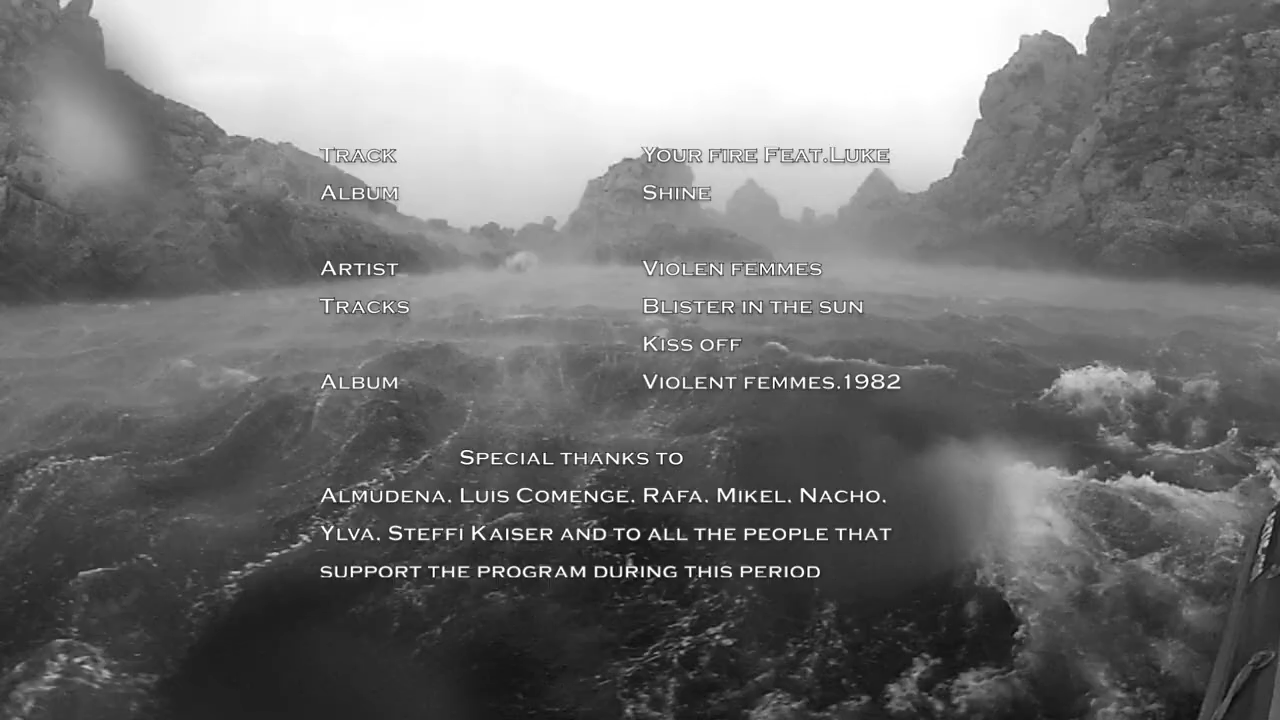 Track Your fire Feat.Luke
Album Shine
Artist Violen femmes
Tracks Blister in the sun
Kiss off
Album Violent femmes.1982
Special thanks to
Almudena. Luis Comenge. Rafa. Mikel. Nacho.
Ylva. Steffi Kaiser and to all the people that
support the program during this period